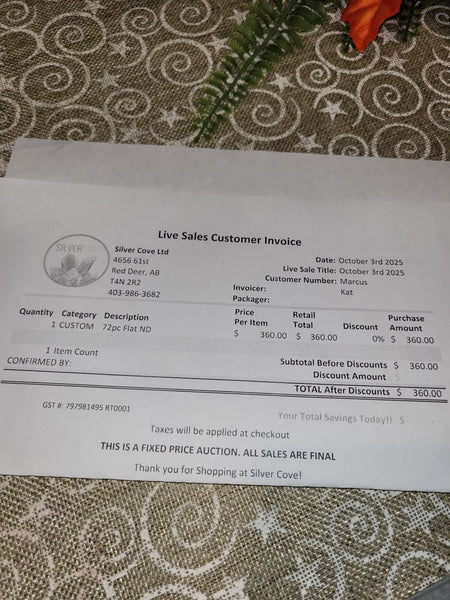 Live Sales Customer Invoice
SILVER COVE
Silver Cove Ltd
4656 61st
Red Deer, AB
T4N 2R2
403-986-3682
Date: October 3rd 2025
Live Sale Title: October 3rd 2025
Customer Number: Marcus
Invoicer: Kat
Packager:
Quantity Category Description Price Per Item Retail Total Discount Purchase Amount
1 CUSTOM 72pc Flat ND $ 360.00 $ 360.00 0% $ 360.00
1 Item Count
Subtotal Before Discounts $ 360.00
CONFIRMED BY:
Discount Amount $ -
TOTAL After Discounts $ 360.00
GST #: 797981495 RT0001
Your Total Savings Today!! $ -
Taxes will be applied at checkout
THIS IS A FIXED PRICE AUCTION. ALL SALES ARE FINAL
Thank you for Shopping at Silver Cove!